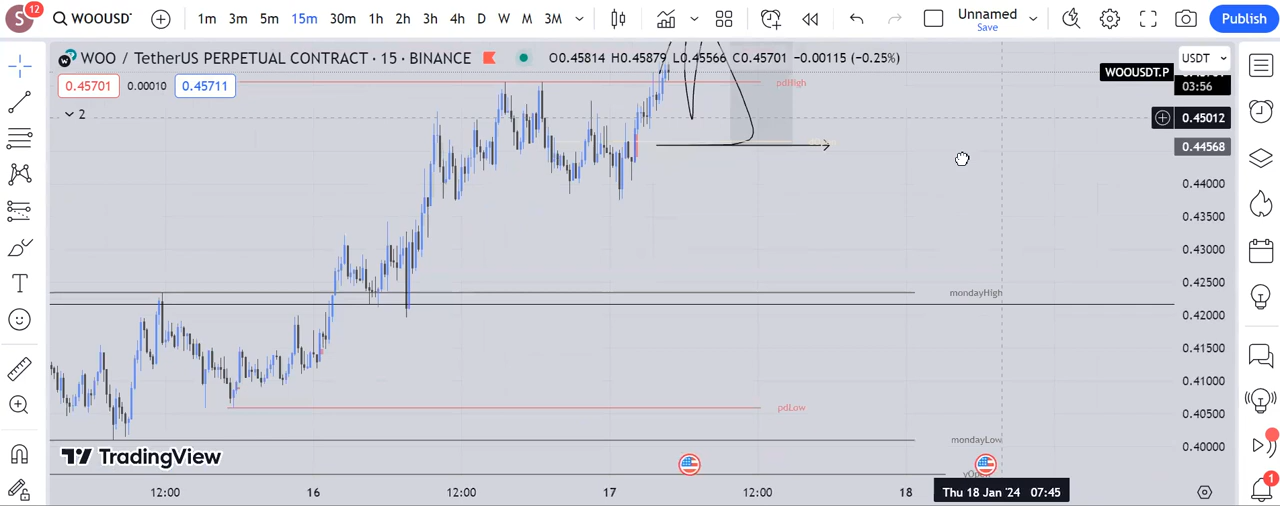 S 12 WOOUSD 1m 3m 5m 15m 30m 1h 2h 3h 4h D W M 3M Unnamed Save Publish
WOO / TetherUS PERPETUAL CONTRACT · 15 · BINANCE O0.45814 H0.45879 L0.45566 C0.45701 −0.00115 (−0.25%) USDT
WOOUSDT.P
03:56
0.45701 0.00010 0.45711
pdHigh
2
0.45012
0.44568
0.44000
0.43500
0.43000
0.42500
mondayHigh
0.42000
0.41500
0.41000
pdLow
0.40500
mondayLow
0.40000
TradingView
12:00 16 12:00 17 12:00 18 Thu 18 Jan '24 07:45
1